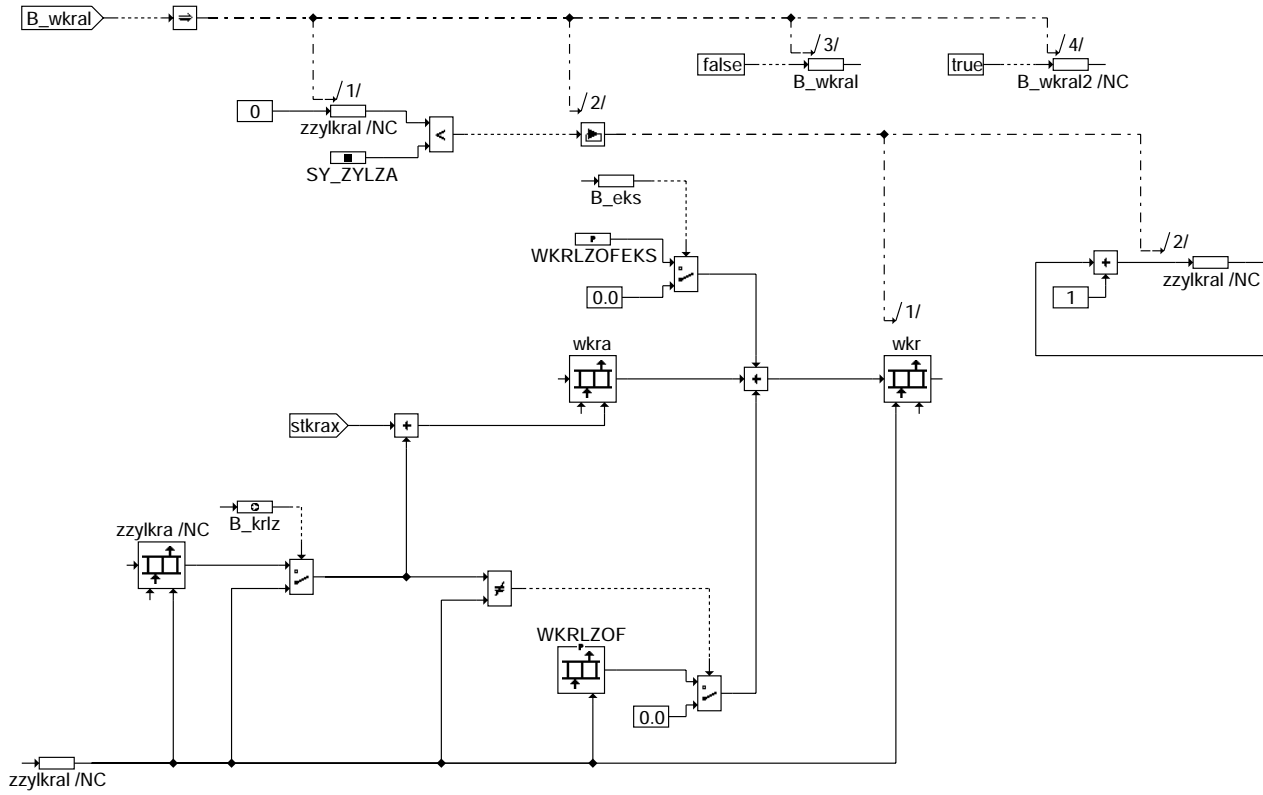 B_wkral
/3/
/4/
false
true
B_wkral
B_wkral2 /NC
/1/
/2/
0
zzylkral /NC
<
SY_ZYLZA
B_eks
WKRLZOFEKS
P
0.0
/2/
+
1
zzylkral /NC
/1/
wkra
wkr
+
stkrax
+
B_krlz
zzylkra /NC
≠
WKRLZOF
P
0.0
zzylkral /NC